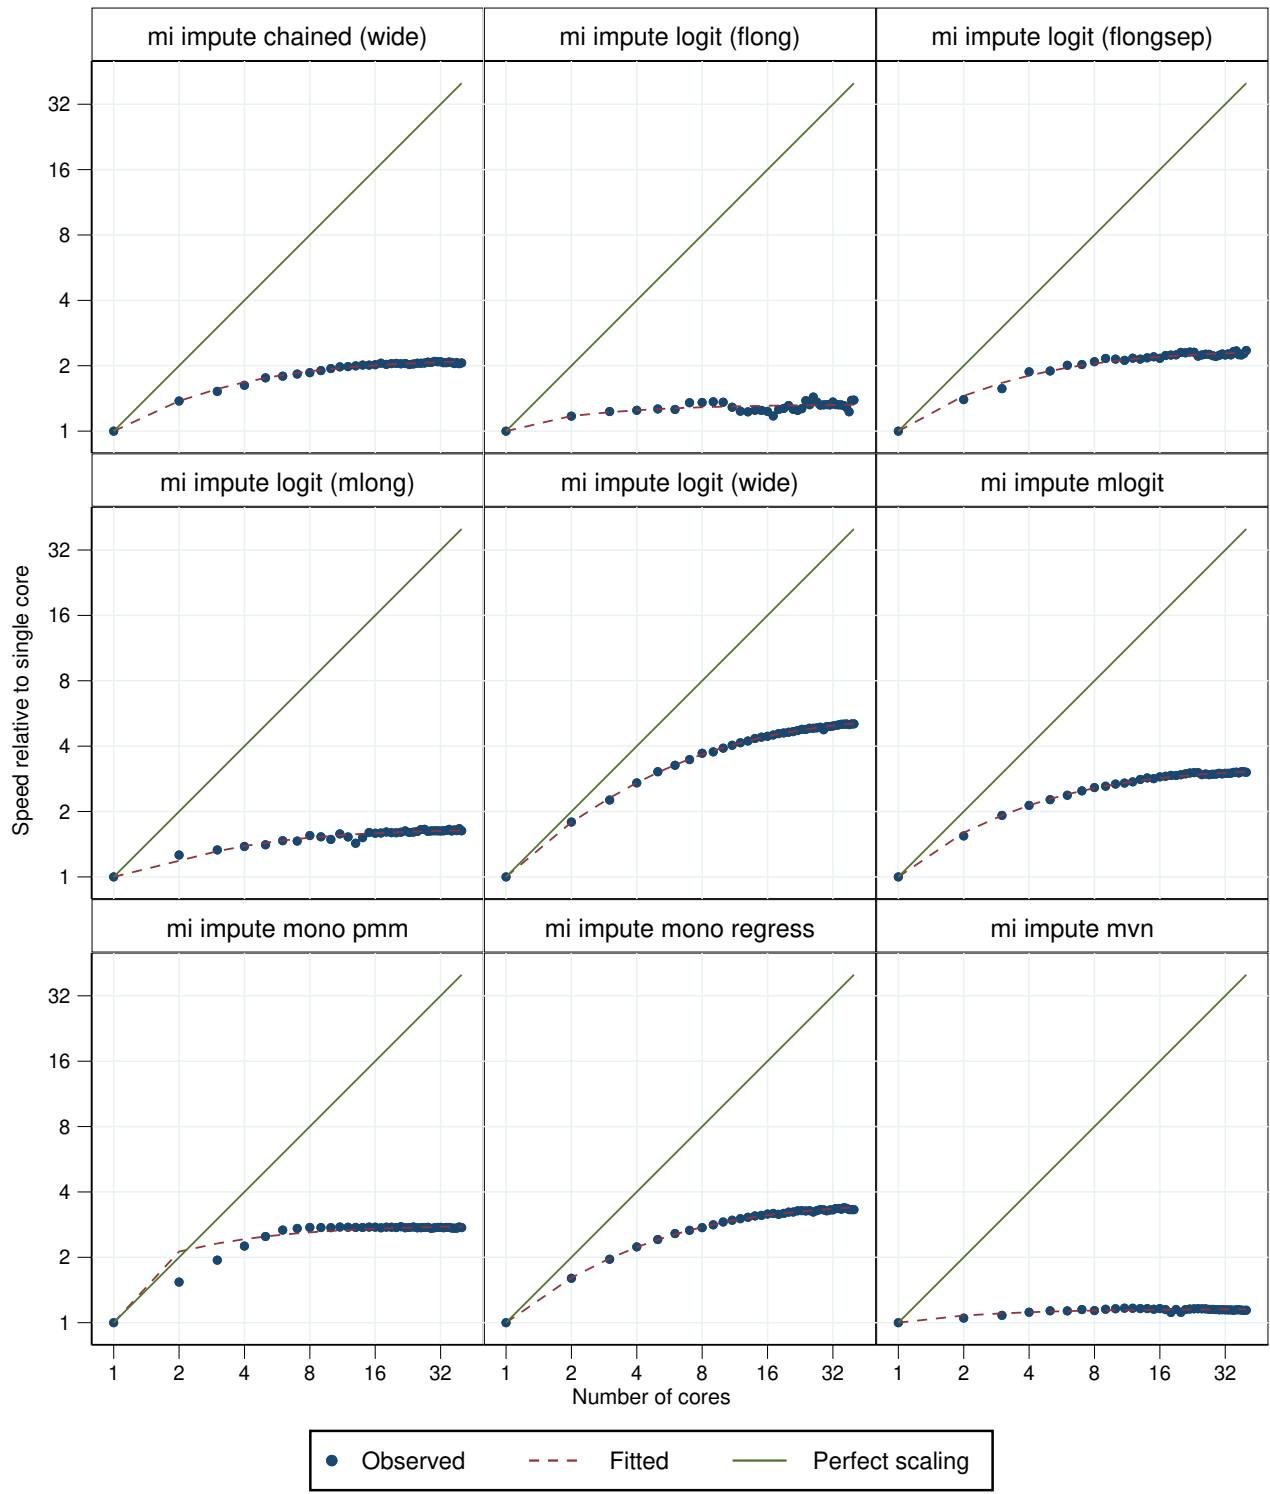 mi impute chained (wide)
mi impute logit (flong)
mi impute logit (flongsep)
32
16
8
4
2
1
mi impute logit (mlong)
mi impute logit (wide)
mi impute mlogit
32
16
8
4
2
1
Speed relative to single core
mi impute mono pmm
mi impute mono regress
mi impute mvn
32
16
8
4
2
1
1 2 4 8 16 32
1 2 4 8 16 32
1 2 4 8 16 32
Number of cores
Observed Fitted Perfect scaling